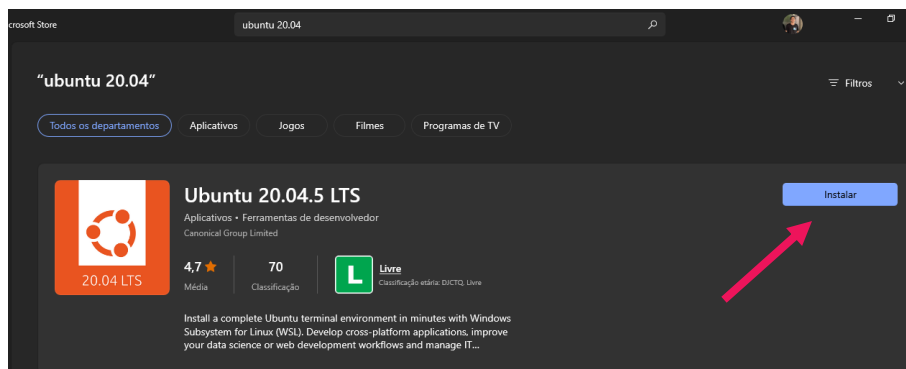 crosoft Store
ubuntu 20.04
“ubuntu 20.04”
Filtros
Todos os departamentos
Aplicativos
Jogos
Filmes
Programas de TV
20.04 LTS
Ubuntu 20.04.5 LTS
Instalar
Aplicativos • Ferramentas de desenvolvedor
Canonical Group Limited
4,7
70
L
Livre
Média
Classificação
Classificação etária: DJCTQ, Livre
Install a complete Ubuntu terminal environment in minutes with Windows
Subsystem for Linux (WSL). Develop cross-platform applications, improve
your data science or web development workflows and manage IT...